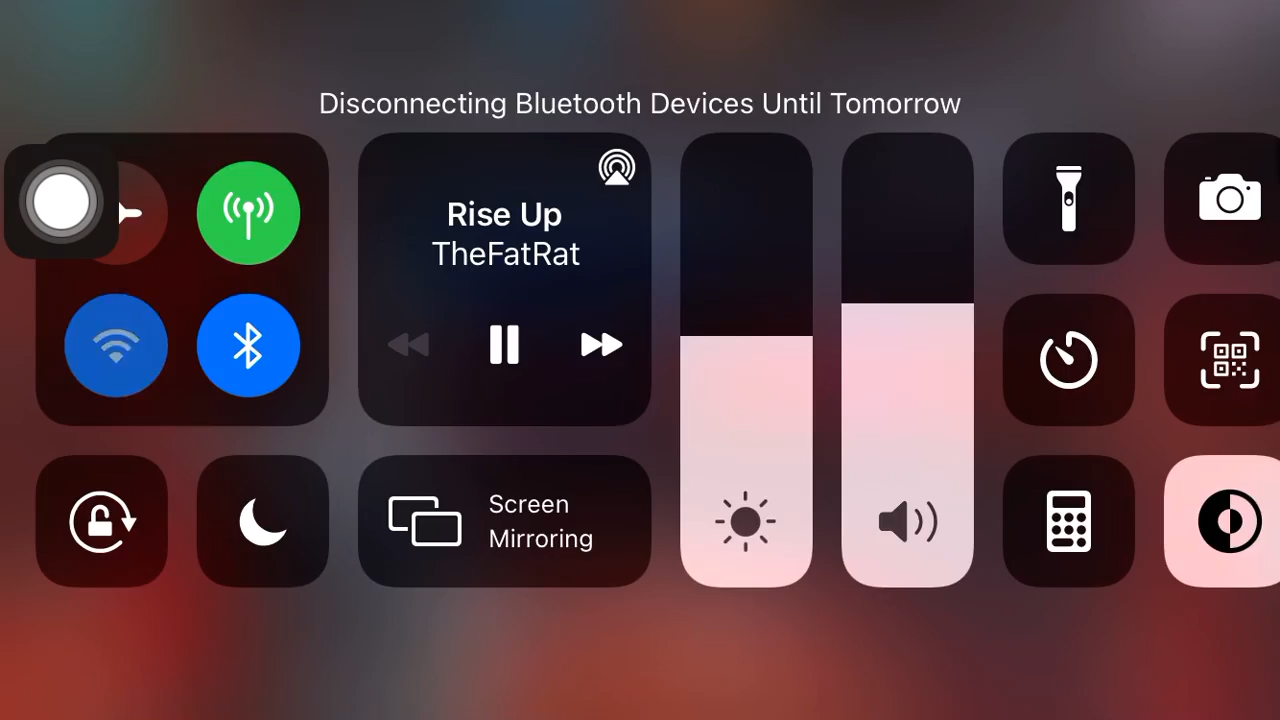 Disconnecting Bluetooth Devices Until Tomorrow
Rise Up
TheFatRat
Screen
Mirroring